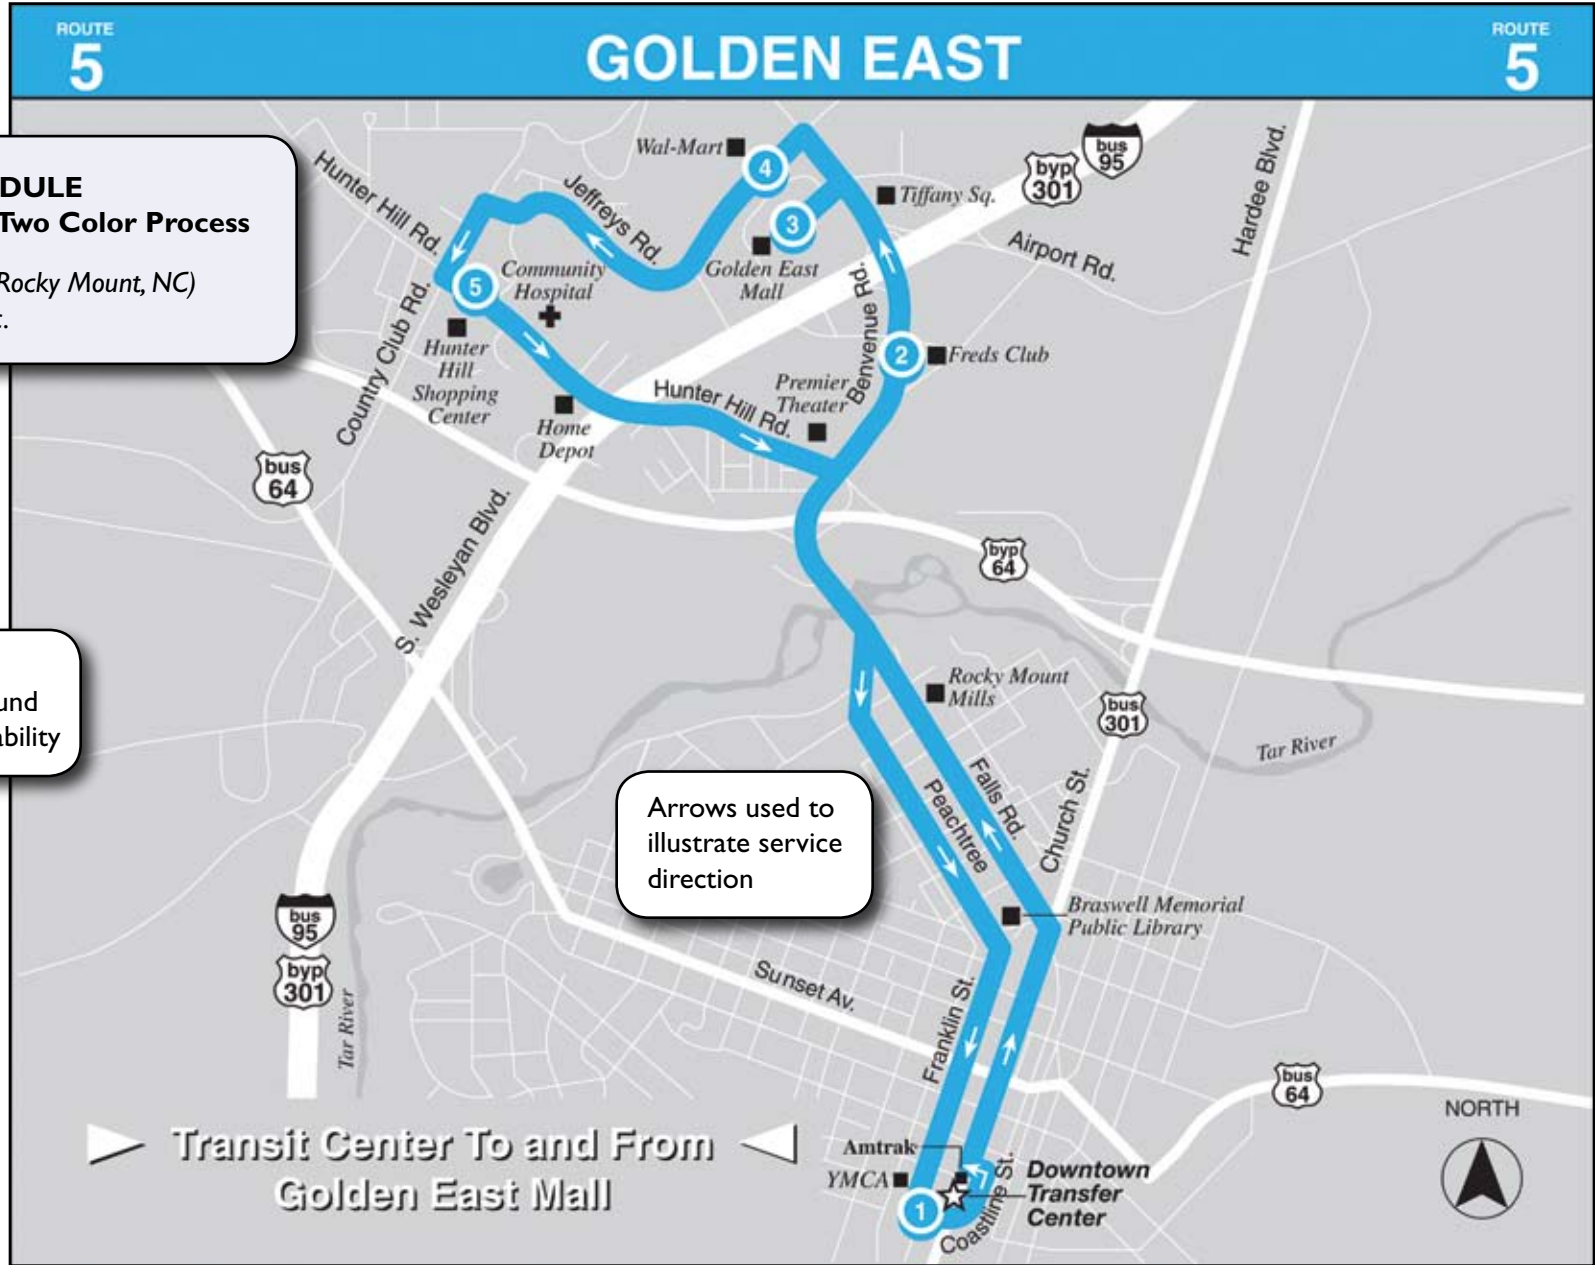 ROUTE
5
GOLDEN EAST
ROUTE
5
DULE
Two Color Process
Rocky Mount, NC)
Hunter Hill Rd.
Wal-Mart
4
Jeffreys Rd.
3
Tiffany Sq.
byp
301
bus
95
Hardee Blvd.
Airport Rd.
Golden East
Mall
Community
Hospital
5
Country Club Rd.
Hunter
Hill
Shopping
Center
Home
Depot
Hunter Hill Rd.
Premier
Theater
Benvenue Rd.
2
Freds Club
bus
64
S. Wesleyan Blvd.
byp
64
und
ability
Rocky Mount
Mills
bus
301
Tar River
Arrows used to
illustrate service
direction
Peachtree
Falls Rd.
Church St.
Braswell Memorial
Public Library
bus
95
byp
301
Tar River
Sunset Av.
Franklin St.
bus
64
NORTH
Transit Center To and From
Golden East Mall
Amtrak
YMCA
1
Coastline St.
Downtown
Transfer
Center